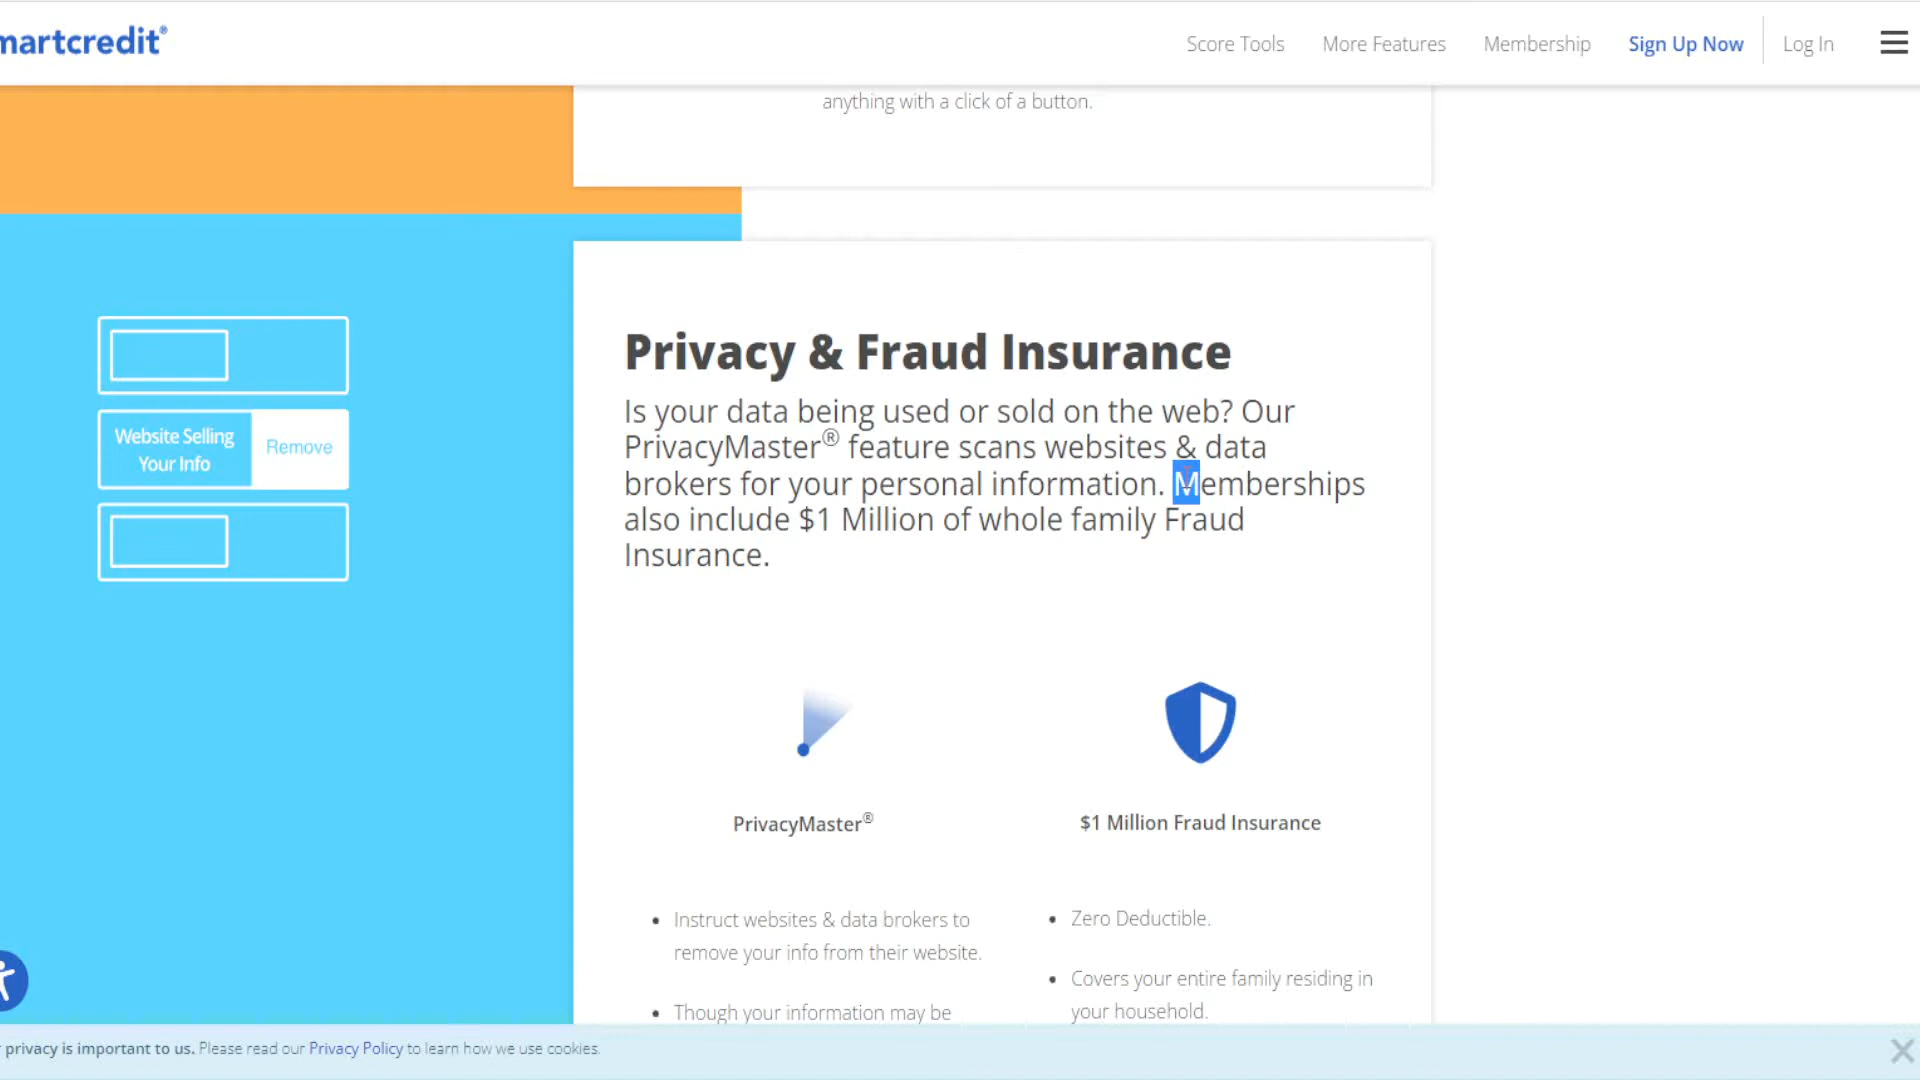 martcredit®
Score Tools More Features Membership Sign Up Now Log In
anything with a click of a button.
Website Selling
Your Info
Remove
Privacy & Fraud Insurance
Is your data being used or sold on the web? Our
PrivacyMaster® feature scans websites & data
brokers for your personal information. Memberships
also include $1 Million of whole family Fraud
Insurance.
PrivacyMaster®
• Instruct websites & data brokers to
remove your info from their website.
• Though your information may be
$1 Million Fraud Insurance
• Zero Deductible.
• Covers your entire family residing in
your household.
privacy is important to us. Please read our Privacy Policy to learn how we use cookies.